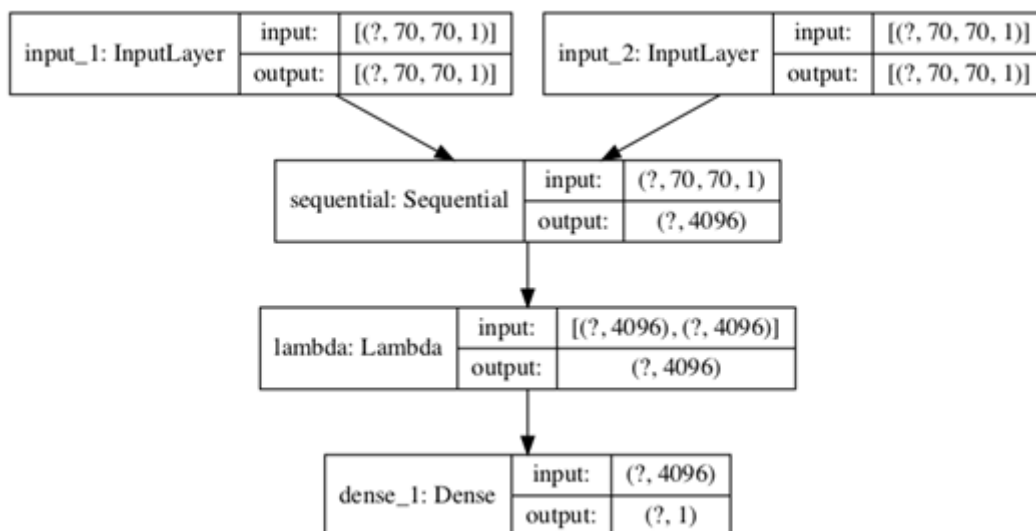 input_1: InputLayer
input: [(?, 70, 70, 1)]
output: [(?, 70, 70, 1)]
input_2: InputLayer
input: [(?, 70, 70, 1)]
output: [(?, 70, 70, 1)]
sequential: Sequential
input: (?, 70, 70, 1)
output: (?, 4096)
lambda: Lambda
input: [(?, 4096), (?, 4096)]
output: (?, 4096)
dense_1: Dense
input: (?, 4096)
output: (?, 1)